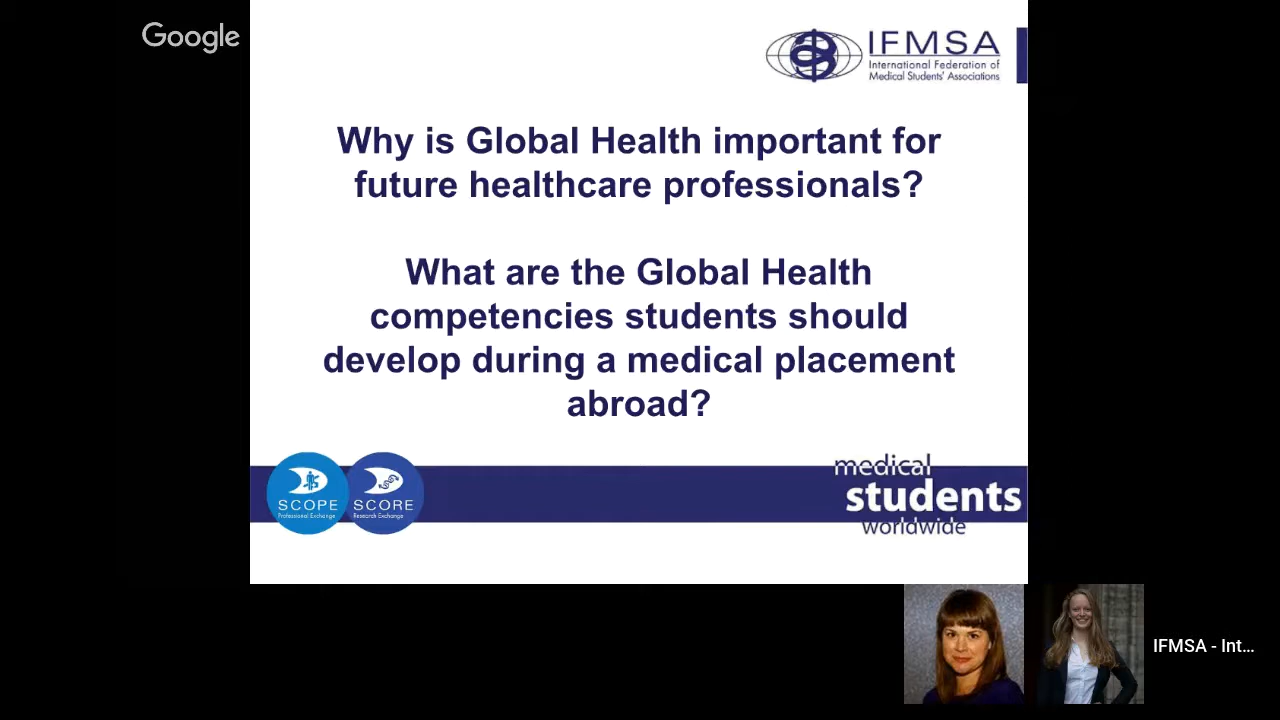 Google
IFMSA
International Federation of
Medical Students' Associations
Why is Global Health important for
future healthcare professionals?
What are the Global Health
competencies students should
develop during a medical placement
abroad?
SCOPE
Professional Exchange
SCORE
Research Exchange
medical
students
worldwide
IFMSA - Int...